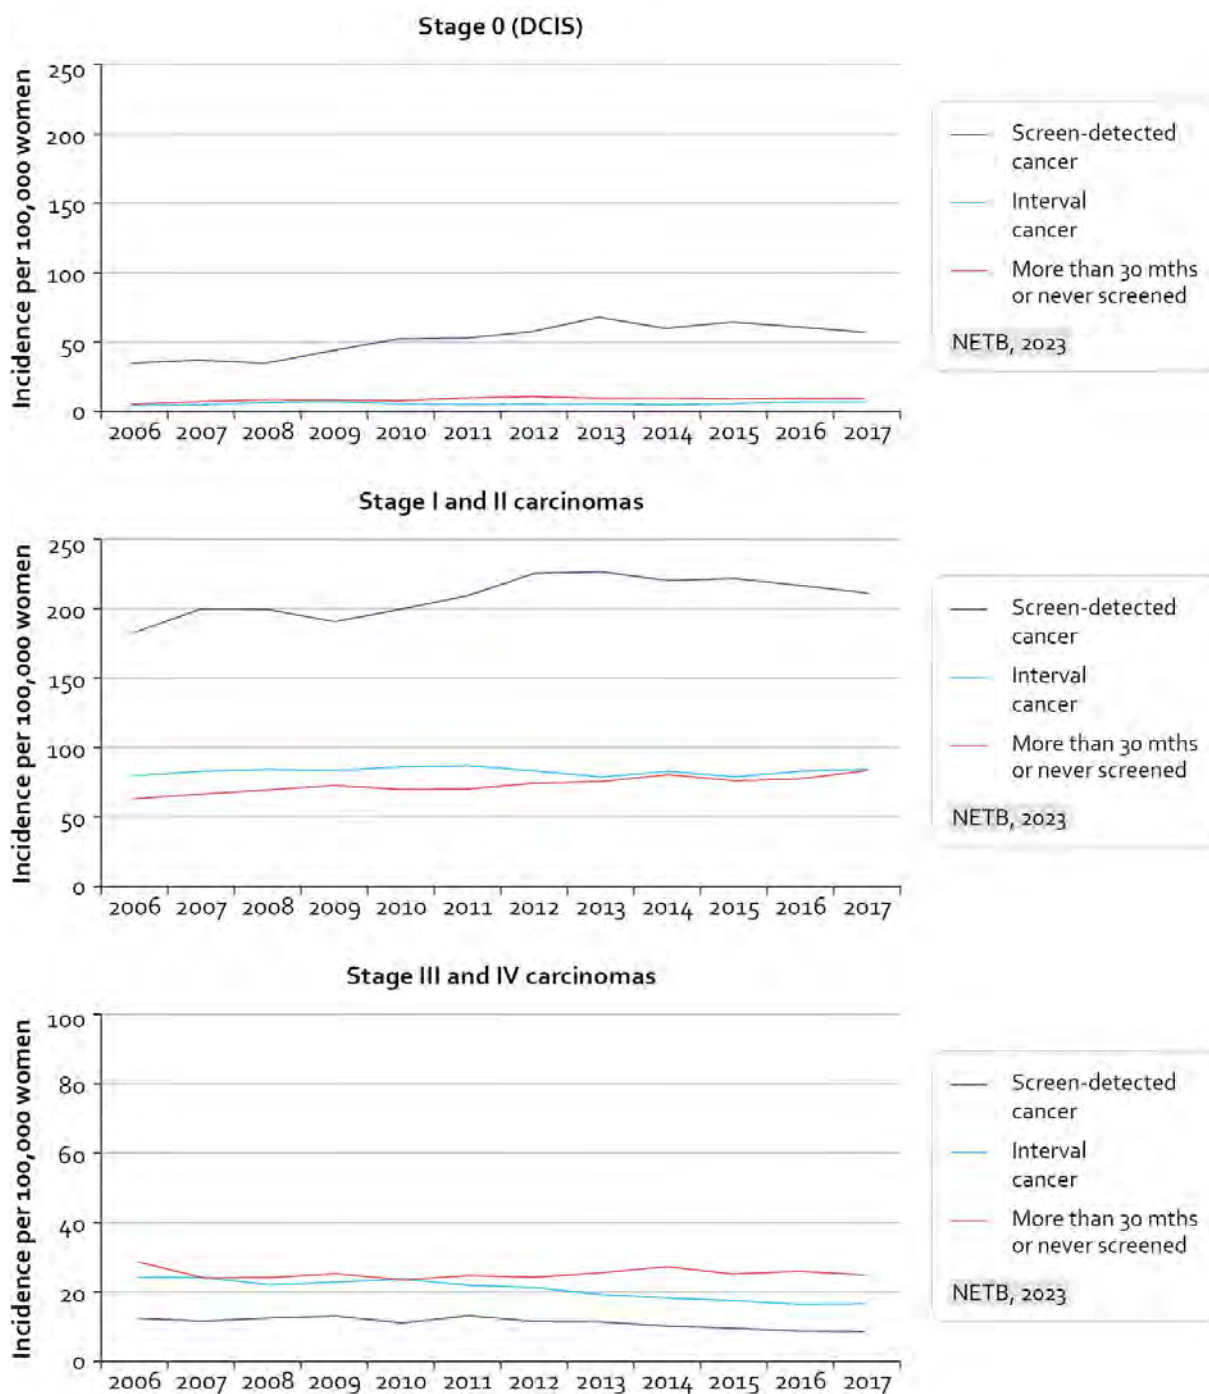 Stage 0 (DCIS)
Incidence per 100,000 women
250
200
150
100
50
0
2006 2007 2008 2009 2010 2011 2012 2013 2014 2015 2016 2017
Screen-detected
cancer
Interval
cancer
More than 30 mths
or never screened
NETB, 2023
Stage I and II carcinomas
Incidence per 100,000 women
250
200
150
100
50
0
2006 2007 2008 2009 2010 2011 2012 2013 2014 2015 2016 2017
Screen-detected
cancer
Interval
cancer
More than 30 mths
or never screened
NETB, 2023
Stage III and IV carcinomas
Incidence per 100,000 women
100
80
60
40
20
0
2006 2007 2008 2009 2010 2011 2012 2013 2014 2015 2016 2017
Screen-detected
cancer
Interval
cancer
More than 30 mths
or never screened
NETB, 2023